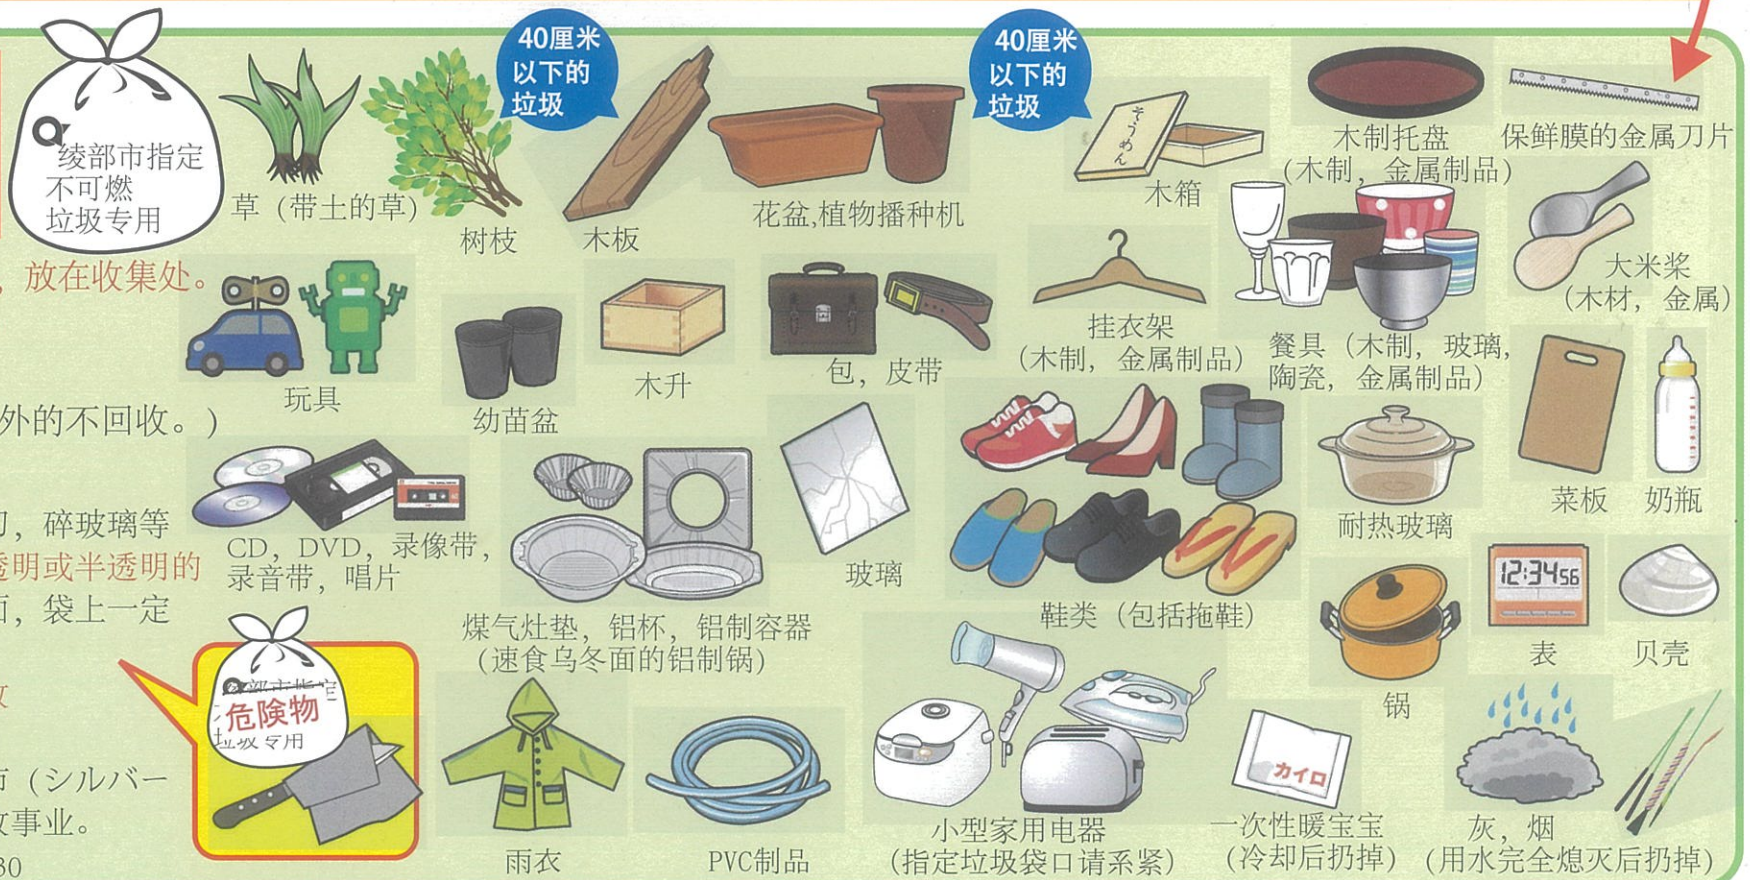 绫部市指定
不可燃
垃圾专用
40厘米
以下的
垃圾
40厘米
以下的
垃圾
そうめん
草（带土的草）
树枝
木板
花盆,植物播种机
木箱
木制托盘
(木制，金属制品)
保鲜膜的金属刀片
，放在收集处。
玩具
幼苗盆
木升
包，皮带
挂衣架
(木制，金属制品)
餐具（木制，玻璃，
陶瓷，金属制品）
大米桨
(木材，金属)
外的不回收。)
CD，DVD，录像带，
录音带，唱片
煤气灶垫，铝杯，铝制容器
(速食乌冬面的铝制锅)
玻璃
鞋类（包括拖鞋）
耐热玻璃
菜板
奶瓶
，碎玻璃等
透明或半透明的
，袋上一定
锅
12:3456
表
贝壳
绫部市指定
危険物
垃圾专用
（シルバー
事业。
30
雨衣
PVC制品
小型家用电器
(指定垃圾袋口请系紧)
カイロ
一次性暖宝宝
(冷却后扔掉)
灰，烟
(用水完全熄灭后扔掉)